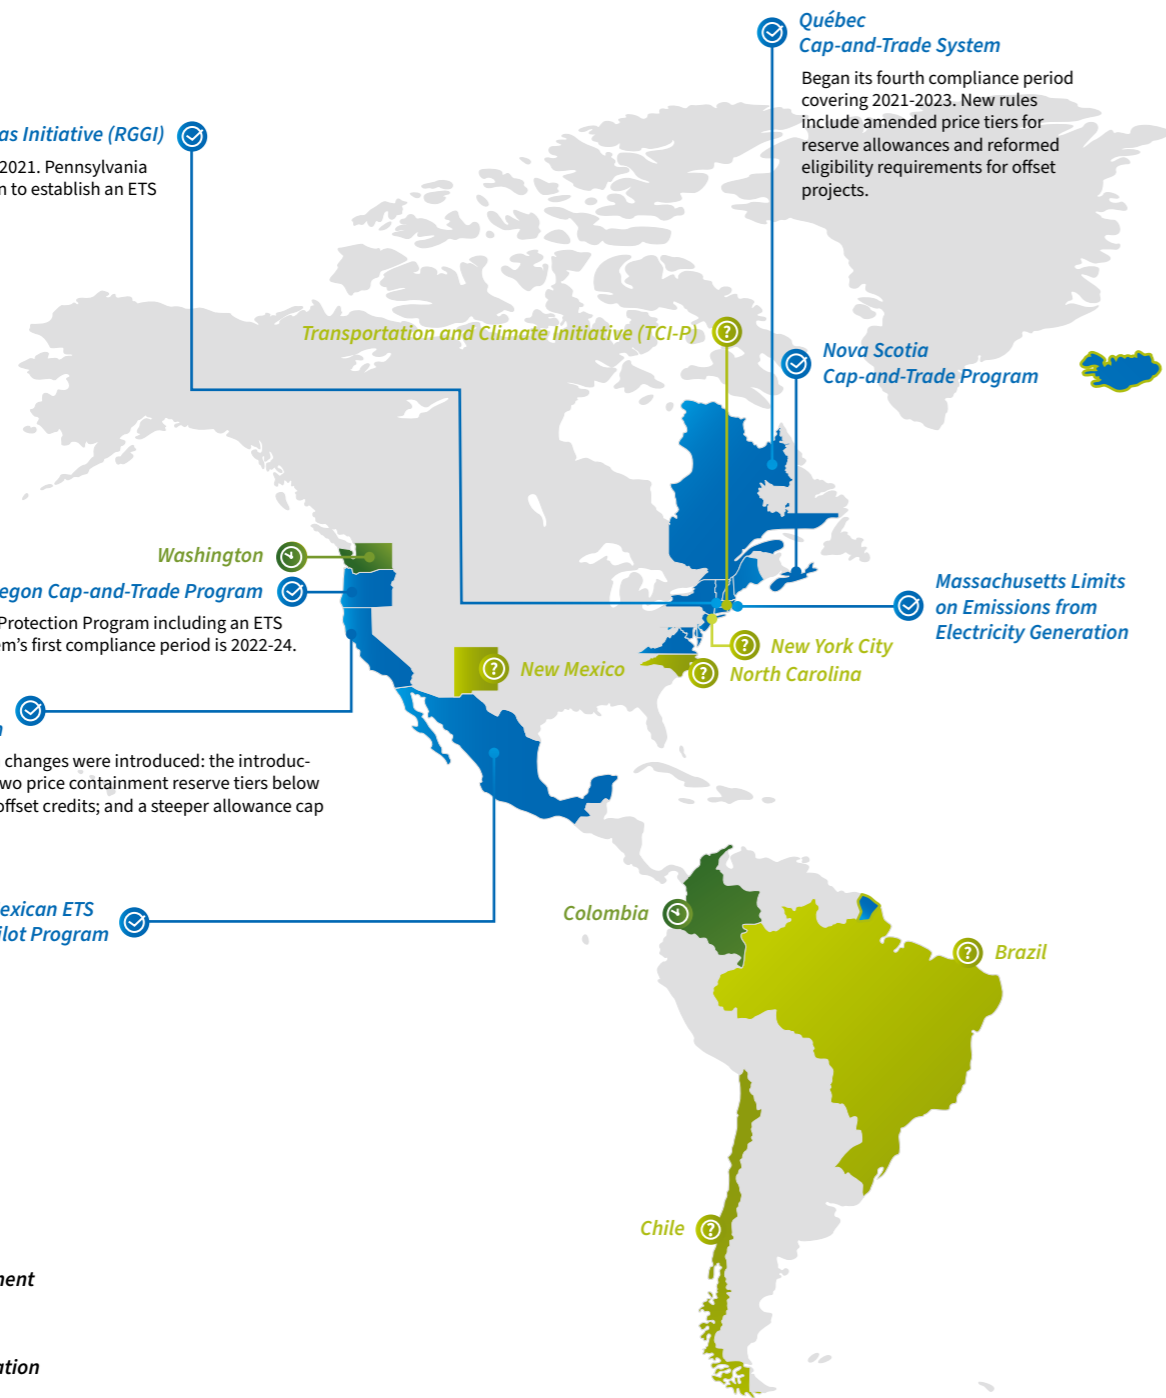 Québec
Cap-and-Trade System
Began its fourth compliance period
covering 2021-2023. New rules
include amended price tiers for
reserve allowances and reformed
eligibility requirements for offset
projects.
as Initiative (RGGI)
2021. Pennsylvania
n to establish an ETS
Transportation and Climate Initiative (TCI-P)
?
Nova Scotia
Cap-and-Trade Program
Washington
egon Cap-and-Trade Program
Protection Program including an ETS
em’s first compliance period is 2022-24.
Massachusetts Limits
on Emissions from
Electricity Generation
? New York City
? New Mexico
? North Carolina
n
changes were introduced: the introduc-
two price containment reserve tiers below
offset credits; and a steeper allowance cap
exican ETS
ilot Program
Colombia
? Brazil
Chile ?
ment
ation